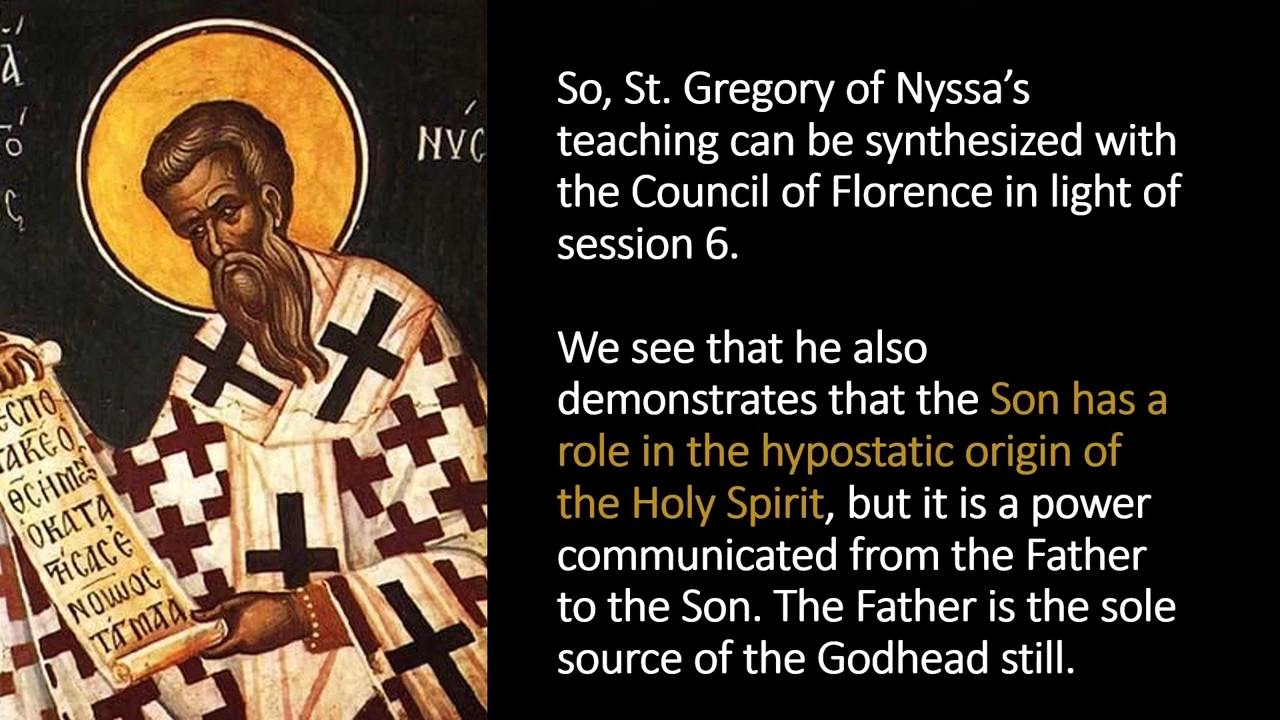 ΝΥΣ
So, St. Gregory of Nyssa’s
teaching can be synthesized with
the Council of Florence in light of
session 6.
We see that he also
demonstrates that the Son has a
role in the hypostatic origin of
the Holy Spirit, but it is a power
communicated from the Father
to the Son. The Father is the sole
source of the Godhead still.